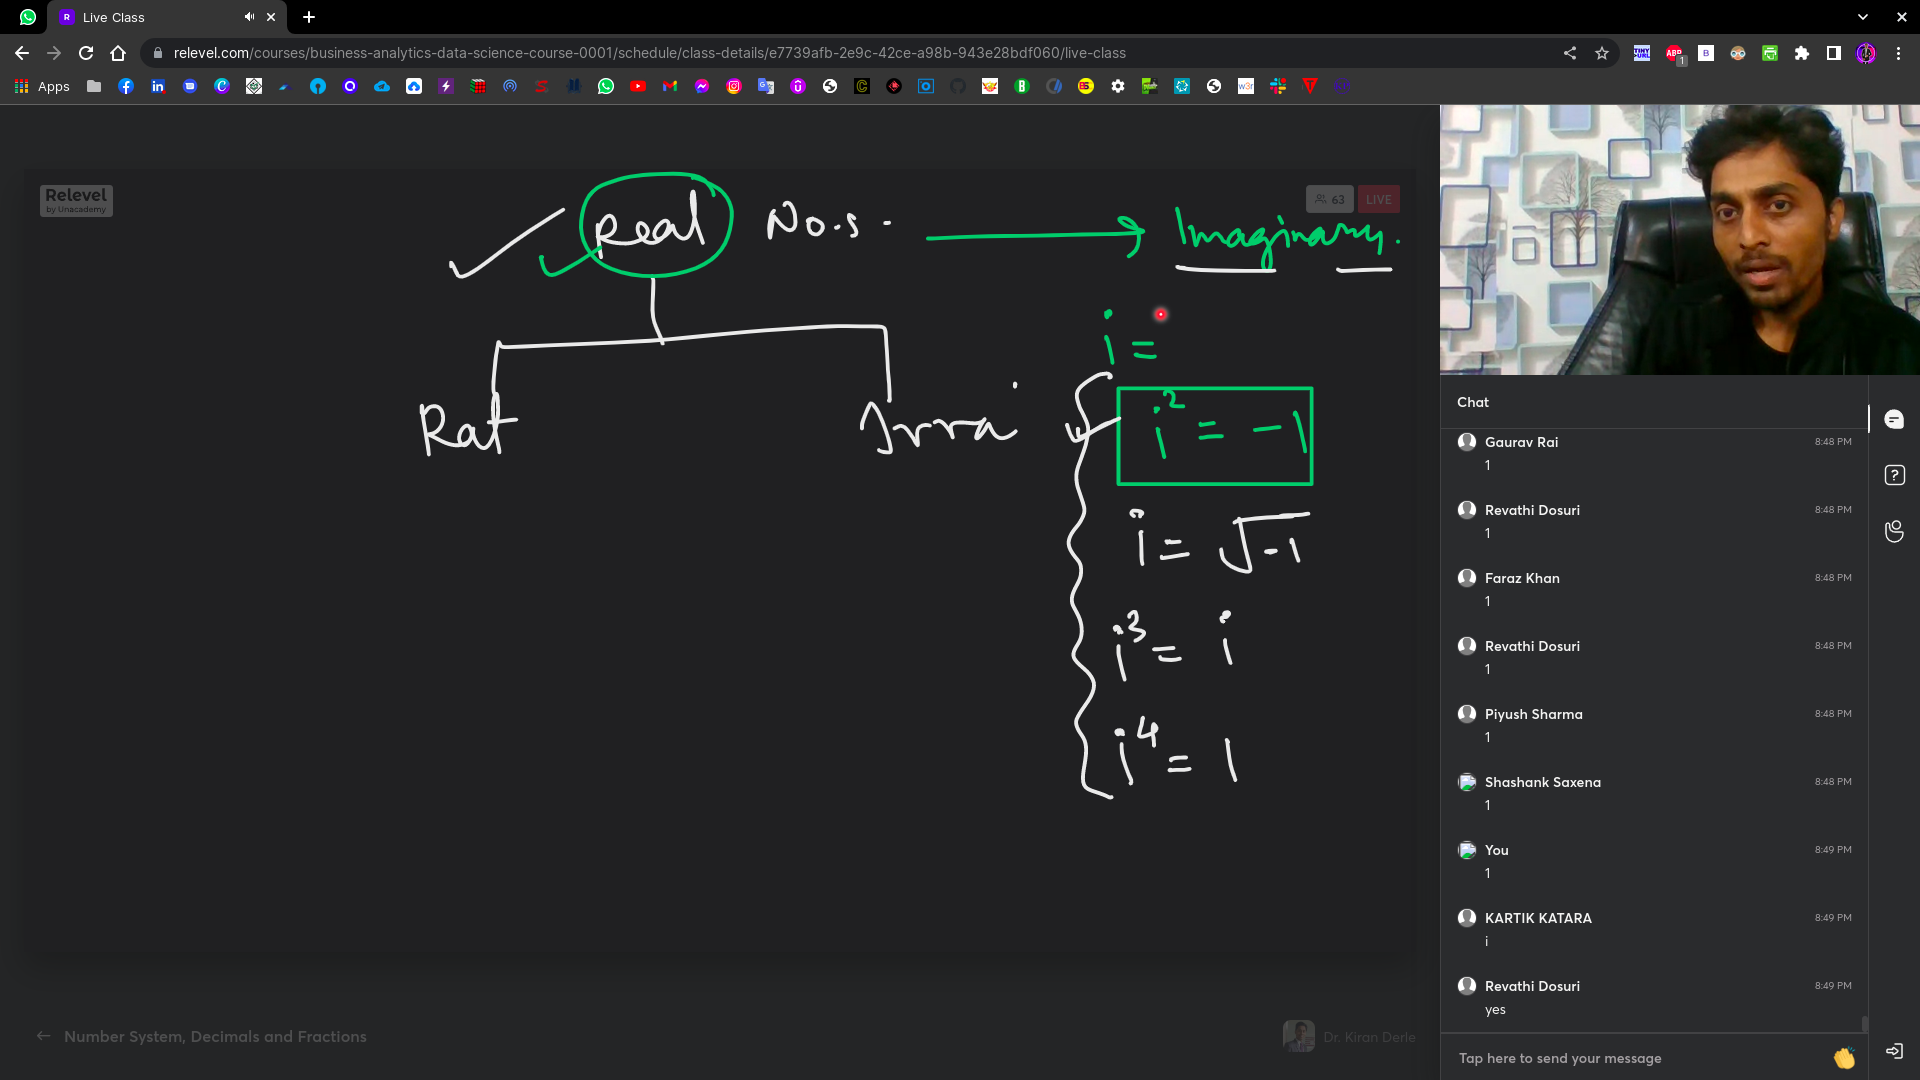 Live Class
relevel.com/courses/business-analytics-data-science-course-0001/schedule/class-details/e7739afb-2e9c-42ce-a98b-943e28bdf060/live-class
Apps
Relevel
by Unacademy
63
LIVE
Real No.s.
Imaginary.
Rat
Irra
i =
i² = -1
i = √-1
i³ = i
i⁴ = 1
Number System, Decimals and Fractions
Dr. Kiran Derle
Chat
Gaurav Rai 8:48 PM
1
Revathi Dosuri 8:48 PM
1
Faraz Khan 8:48 PM
1
Revathi Dosuri 8:48 PM
1
Piyush Sharma 8:48 PM
1
Shashank Saxena 8:48 PM
1
You 8:49 PM
1
KARTIK KATARA 8:49 PM
i
Revathi Dosuri 8:49 PM
yes
Tap here to send your message